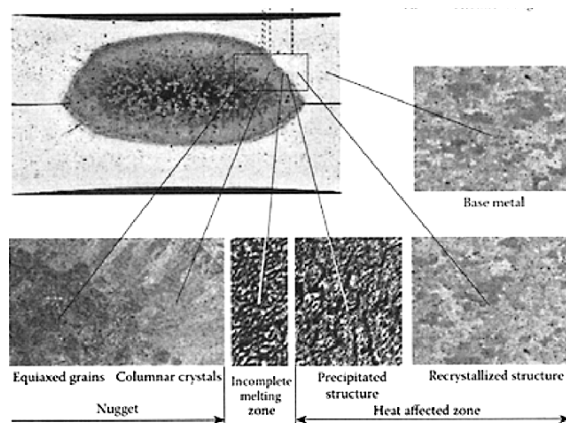 Base metal
Equiaxed grains
Columnar crystals
Incomplete
melting
zone
Precipitated
structure
Recrystallized structure
Nugget
Heat affected zone